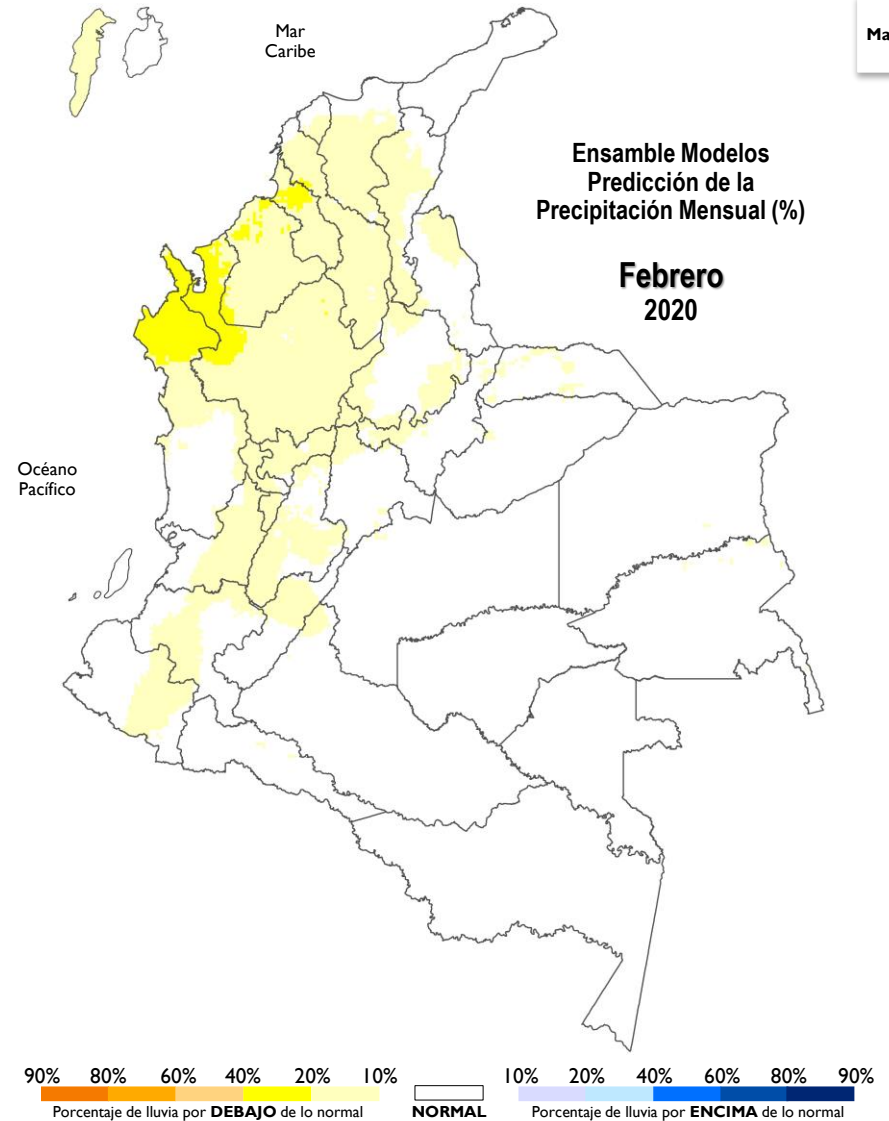 Mar
Caribe
Ma
Ensamble Modelos
Predicción de la
Precipitación Mensual (%)
Febrero
2020
Océano
Pacífico
90% 80% 60% 40% 20% 10% 10% 20% 40% 60% 80% 90%
Porcentaje de lluvia por DEBAJO de lo normal NORMAL Porcentaje de lluvia por ENCIMA de lo normal